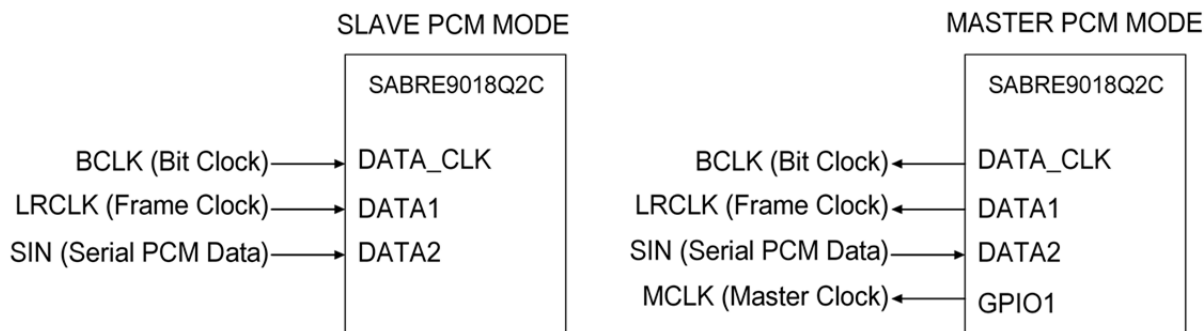 SLAVE PCM MODE
SABRE9018Q2C
BCLK (Bit Clock) DATA_CLK
LRCLK (Frame Clock) DATA1
SIN (Serial PCM Data) DATA2
MASTER PCM MODE
SABRE9018Q2C
BCLK (Bit Clock) DATA_CLK
LRCLK (Frame Clock) DATA1
SIN (Serial PCM Data) DATA2
MCLK (Master Clock) GPIO1